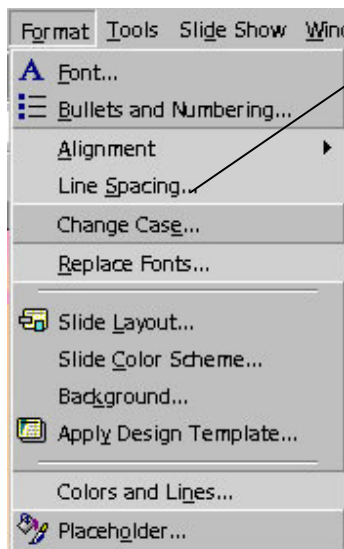 Format Tools Slide Show
Font...
Bullets and Numbering...
Alignment
Line Spacing...
Change Case...
Replace Fonts...
Slide Layout...
Slide Color Scheme...
Background...
Apply Design Template...
Colors and Lines...
Placeholder...